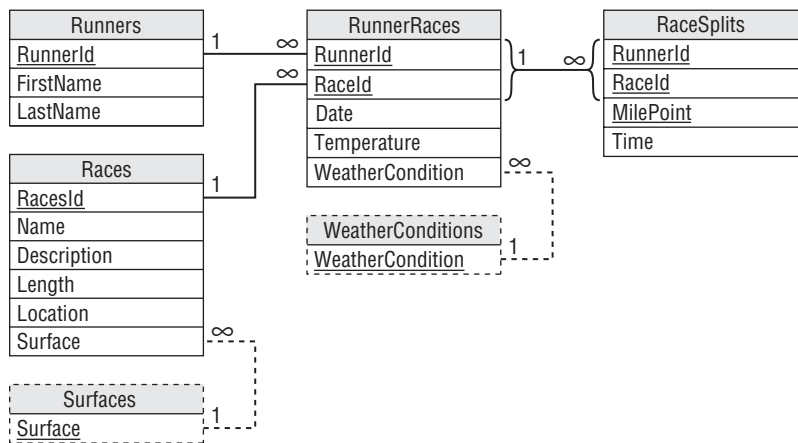 Runners
RunnerId
FirstName
LastName
1
∞
RunnerRaces
RunnerId
∞
RaceId
Date
Temperature
WeatherCondition
1
∞
RaceSplits
RunnerId
RaceId
MilePoint
Time
Races
RacesId
1
Name
Description
Length
Location
Surface
∞
∞
WeatherConditions
WeatherCondition
1
Surfaces
Surface
1